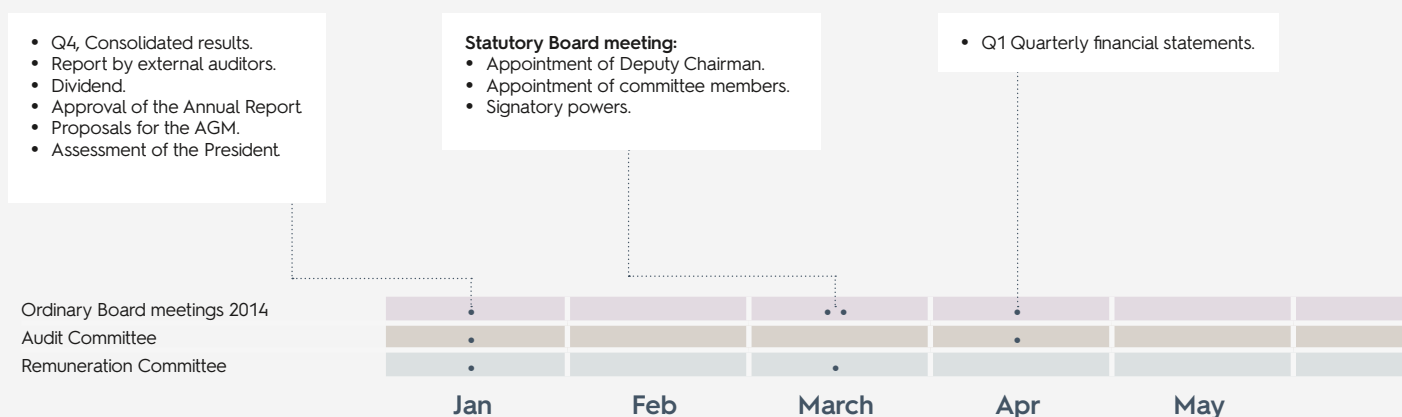 • Q4, Consolidated results.
• Report by external auditors.
• Dividend.
• Approval of the Annual Report.
• Proposals for the AGM.
• Assessment of the President.
Statutory Board meeting:
• Appointment of Deputy Chairman.
• Appointment of committee members.
• Signatory powers.
• Q1 Quarterly financial statements.
Ordinary Board meetings 2014
Audit Committee
Remuneration Committee
Jan Feb March Apr May